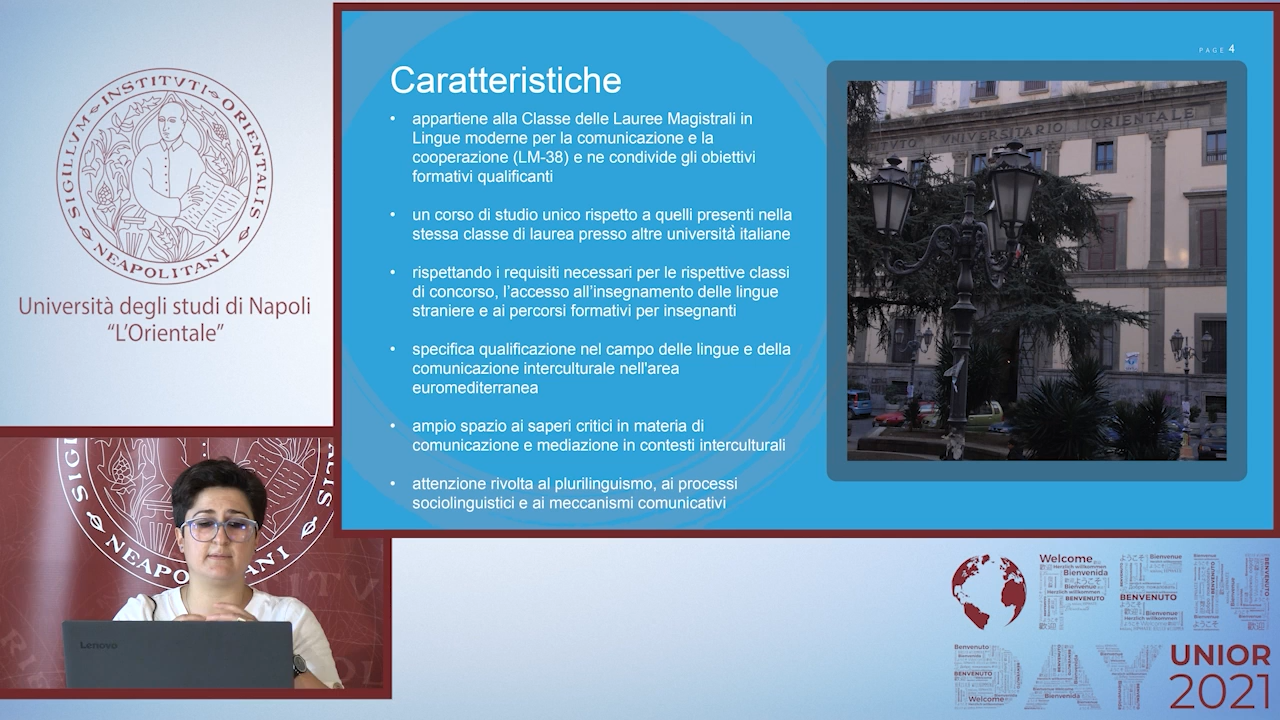 SIGILLVM INSTITVTI ORIENTALIS NEAPOLITANI
Università degli studi di Napoli
“L’Orientale”
PAGE 4
Caratteristiche
• appartiene alla Classe delle Lauree Magistrali in
Lingue moderne per la comunicazione e la
cooperazione (LM-38) e ne condivide gli obiettivi
formativi qualificanti
• un corso di studio unico rispetto a quelli presenti nella
stessa classe di laurea presso altre università italiane
• rispettando i requisiti necessari per le rispettive classi
di concorso, l’accesso all’insegnamento delle lingue
straniere e ai percorsi formativi per insegnanti
• specifica qualificazione nel campo delle lingue e della
comunicazione interculturale nell'area
euromediterranea
• ampio spazio ai saperi critici in materia di
comunicazione e mediazione in contesti interculturali
• attenzione rivolta al plurilinguismo, ai processi
sociolinguistici e ai meccanismi comunicativi
UNIVERSITARIO ORIENTALE
NEAPO ANI
Lenovo
OPEN
Welcome
Herzlich willkommen
Bienvenida
BENVENUTO
BENVENUTO
DAY
UNIOR
2021